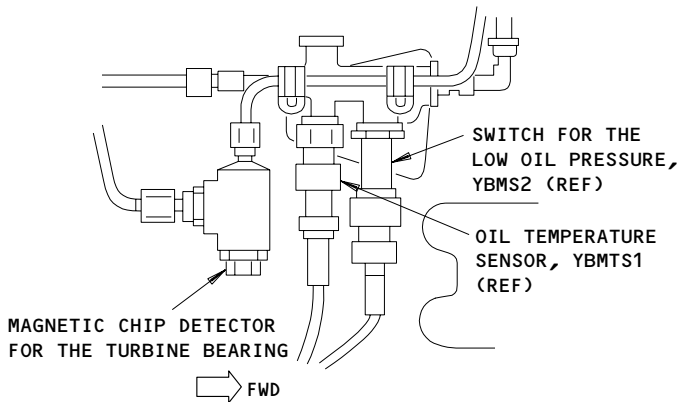 SWITCH FOR THE
LOW OIL PRESSURE,
YBMS2 (REF)
OIL TEMPERATURE
SENSOR, YBMTS1
(REF)
MAGNETIC CHIP DETECTOR
FOR THE TURBINE BEARING
FWD